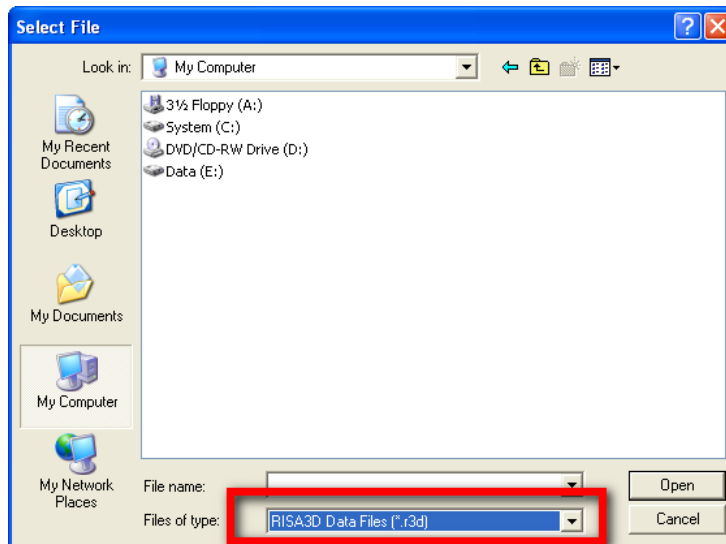 Select File
Look in:
My Computer
My Recent
Documents
Desktop
My Documents
My Computer
My Network
Places
3½ Floppy (A:)
System (C:)
DVD/CD-RW Drive (D:)
Data (E:)
File name:
Open
Files of type:
RISA3D Data Files (*.r3d)
Cancel